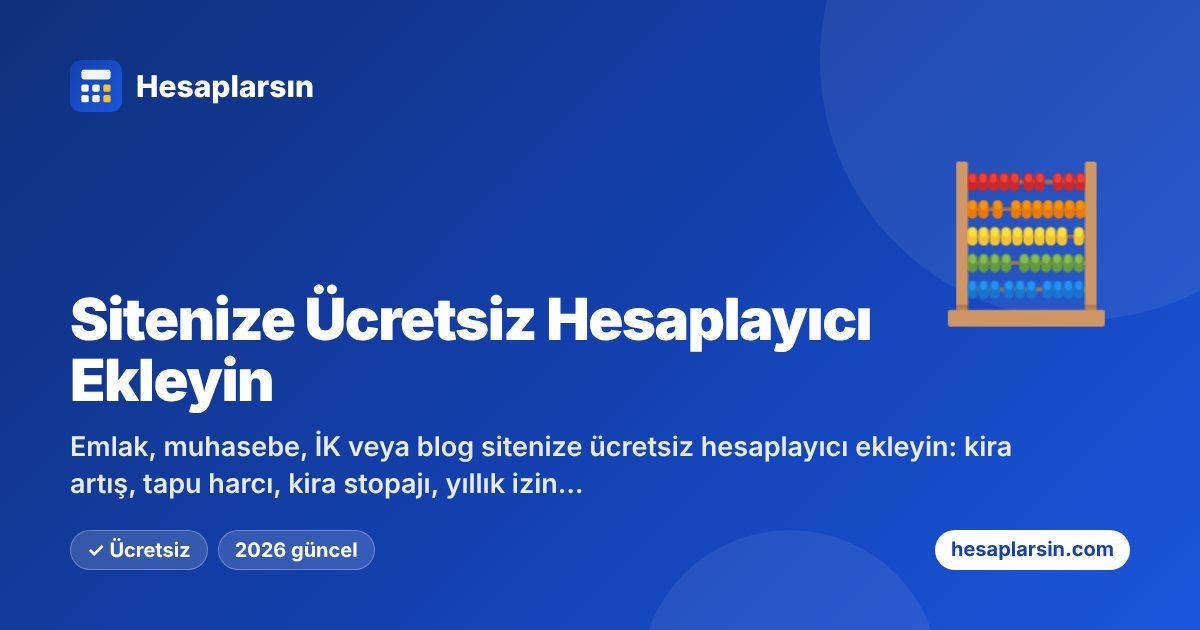 Hesaplarsın
Sitenize Ücretsiz Hesaplayıcı
Ekleyin
Emlak, muhasebe, İK veya blog sitenize ücretsiz hesaplayıcı ekleyin: kira
artış, tapu harcı, kira stopajı, yıllık izin...
✓ Ücretsiz
2026 güncel
hesaplarsin.com